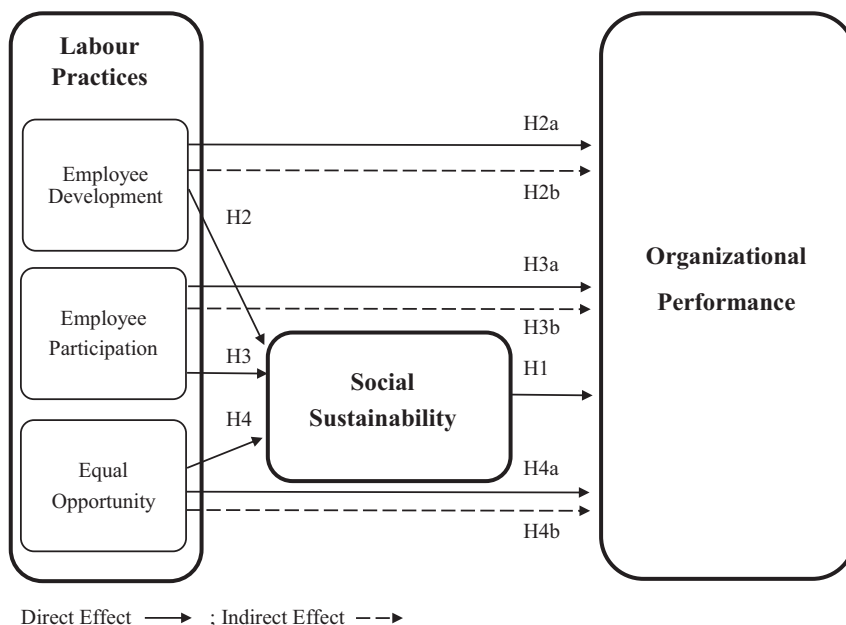 Labour
Practices
Employee
Development
Employee
Participation
Equal
Opportunity
H2
H3
H4
Social
Sustainability
H2a
H2b
H3a
H3b
H1
H4a
H4b
Organizational
Performance
Direct Effect ; Indirect Effect